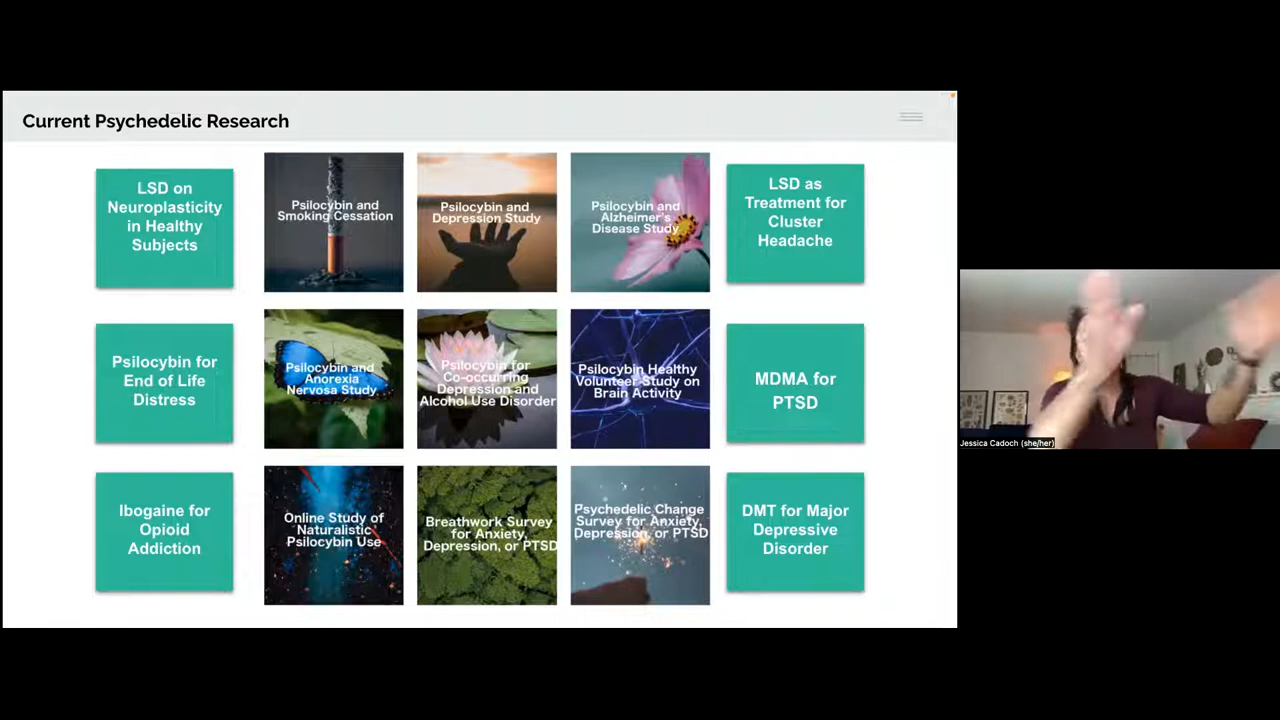 Current Psychedelic Research
LSD on
Neuroplasticity
in Healthy
Subjects
Psilocybin and
Smoking Cessation
Psilocybin and
Depression Study
Psilocybin and
Alzheimer's
Disease Study
LSD as
Treatment for
Cluster
Headache
Psilocybin for
End of Life
Distress
Psilocybin and
Anorexia
Nervosa Study
Psilocybin for
Co-occurring
Depression and
Alcohol Use Disorder
Psilocybin Healthy
Volunteer Study on
Brain Activity
MDMA for
PTSD
Ibogaine for
Opioid
Addiction
Online Study of
Naturalistic
Psilocybin Use
Breathwork Survey
for Anxiety,
Depression, or PTSD
Psychedelic Change
Survey for Anxiety,
Depression, or PTSD
DMT for Major
Depressive
Disorder
Jessica Cadoch (she/her)